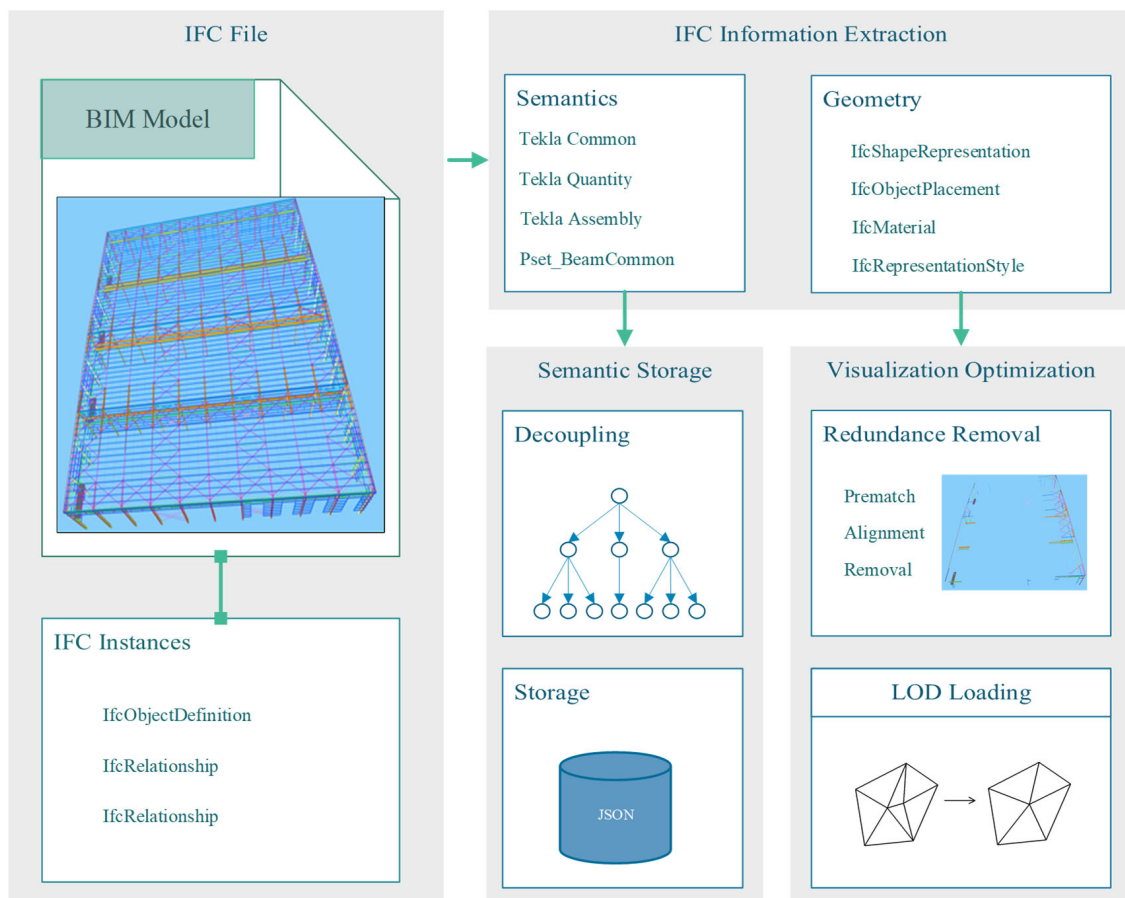 IFC File
BIM Model
IFC Instances
IfcObjectDefinition
IfcRelationship
IfcRelationship
IFC Information Extraction
Semantics
Tekla Common
Tekla Quantity
Tekla Assembly
Pset_BeamCommon
Geometry
IfcShapeRepresentation
IfcObjectPlacement
IfcMaterial
IfcRepresentationStyle
Semantic Storage
Decoupling
Storage
JSON
Visualization Optimization
Redundance Removal
Prematch
Alignment
Removal
LOD Loading